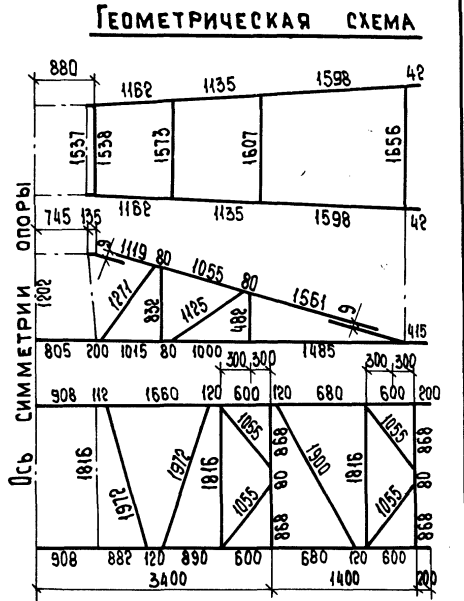 ГЕОМЕТРИЧЕСКАЯ СХЕМА
880
1162 1135 1598 42
1537 1538 1573 1607 1656
1162 1135 1598 42
745 135
9 1119 80 1055 80 1561 9
1202 1271 832 1125 482
805 200 1015 80 1000 1485 415
300 300 300 300
908 112 1660 120 600 120 680 600 200
1816 1972 1972 1816 1055 868 1900 1816 1055 868
80 80
1055 868 1055 868
908 882 120 890 600 680 120 600
3400 1400 200
Ось симметрии опоры